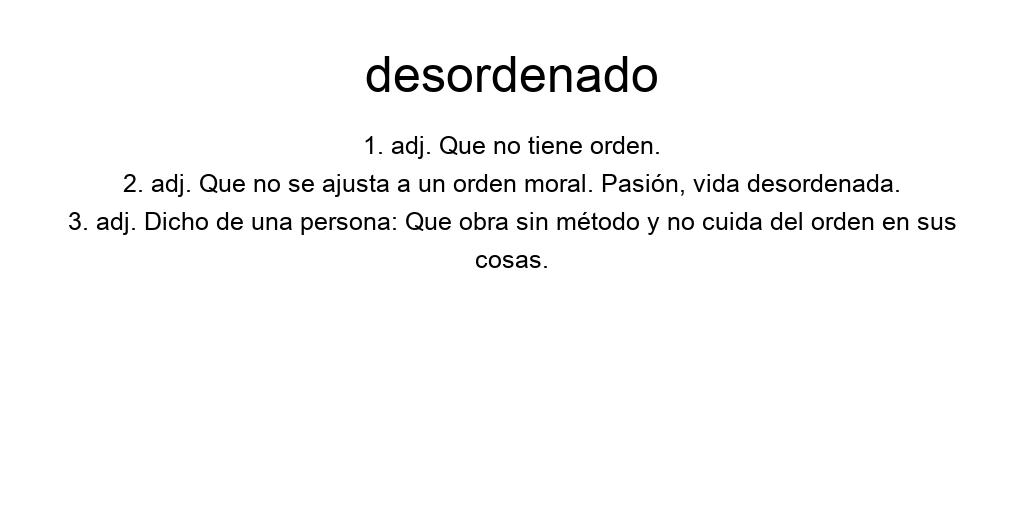 desordenado
1. adj. Que no tiene orden.
2. adj. Que no se ajusta a un orden moral. Pasión, vida desordenada.
3. adj. Dicho de una persona: Que obra sin método y no cuida del orden en sus
cosas.